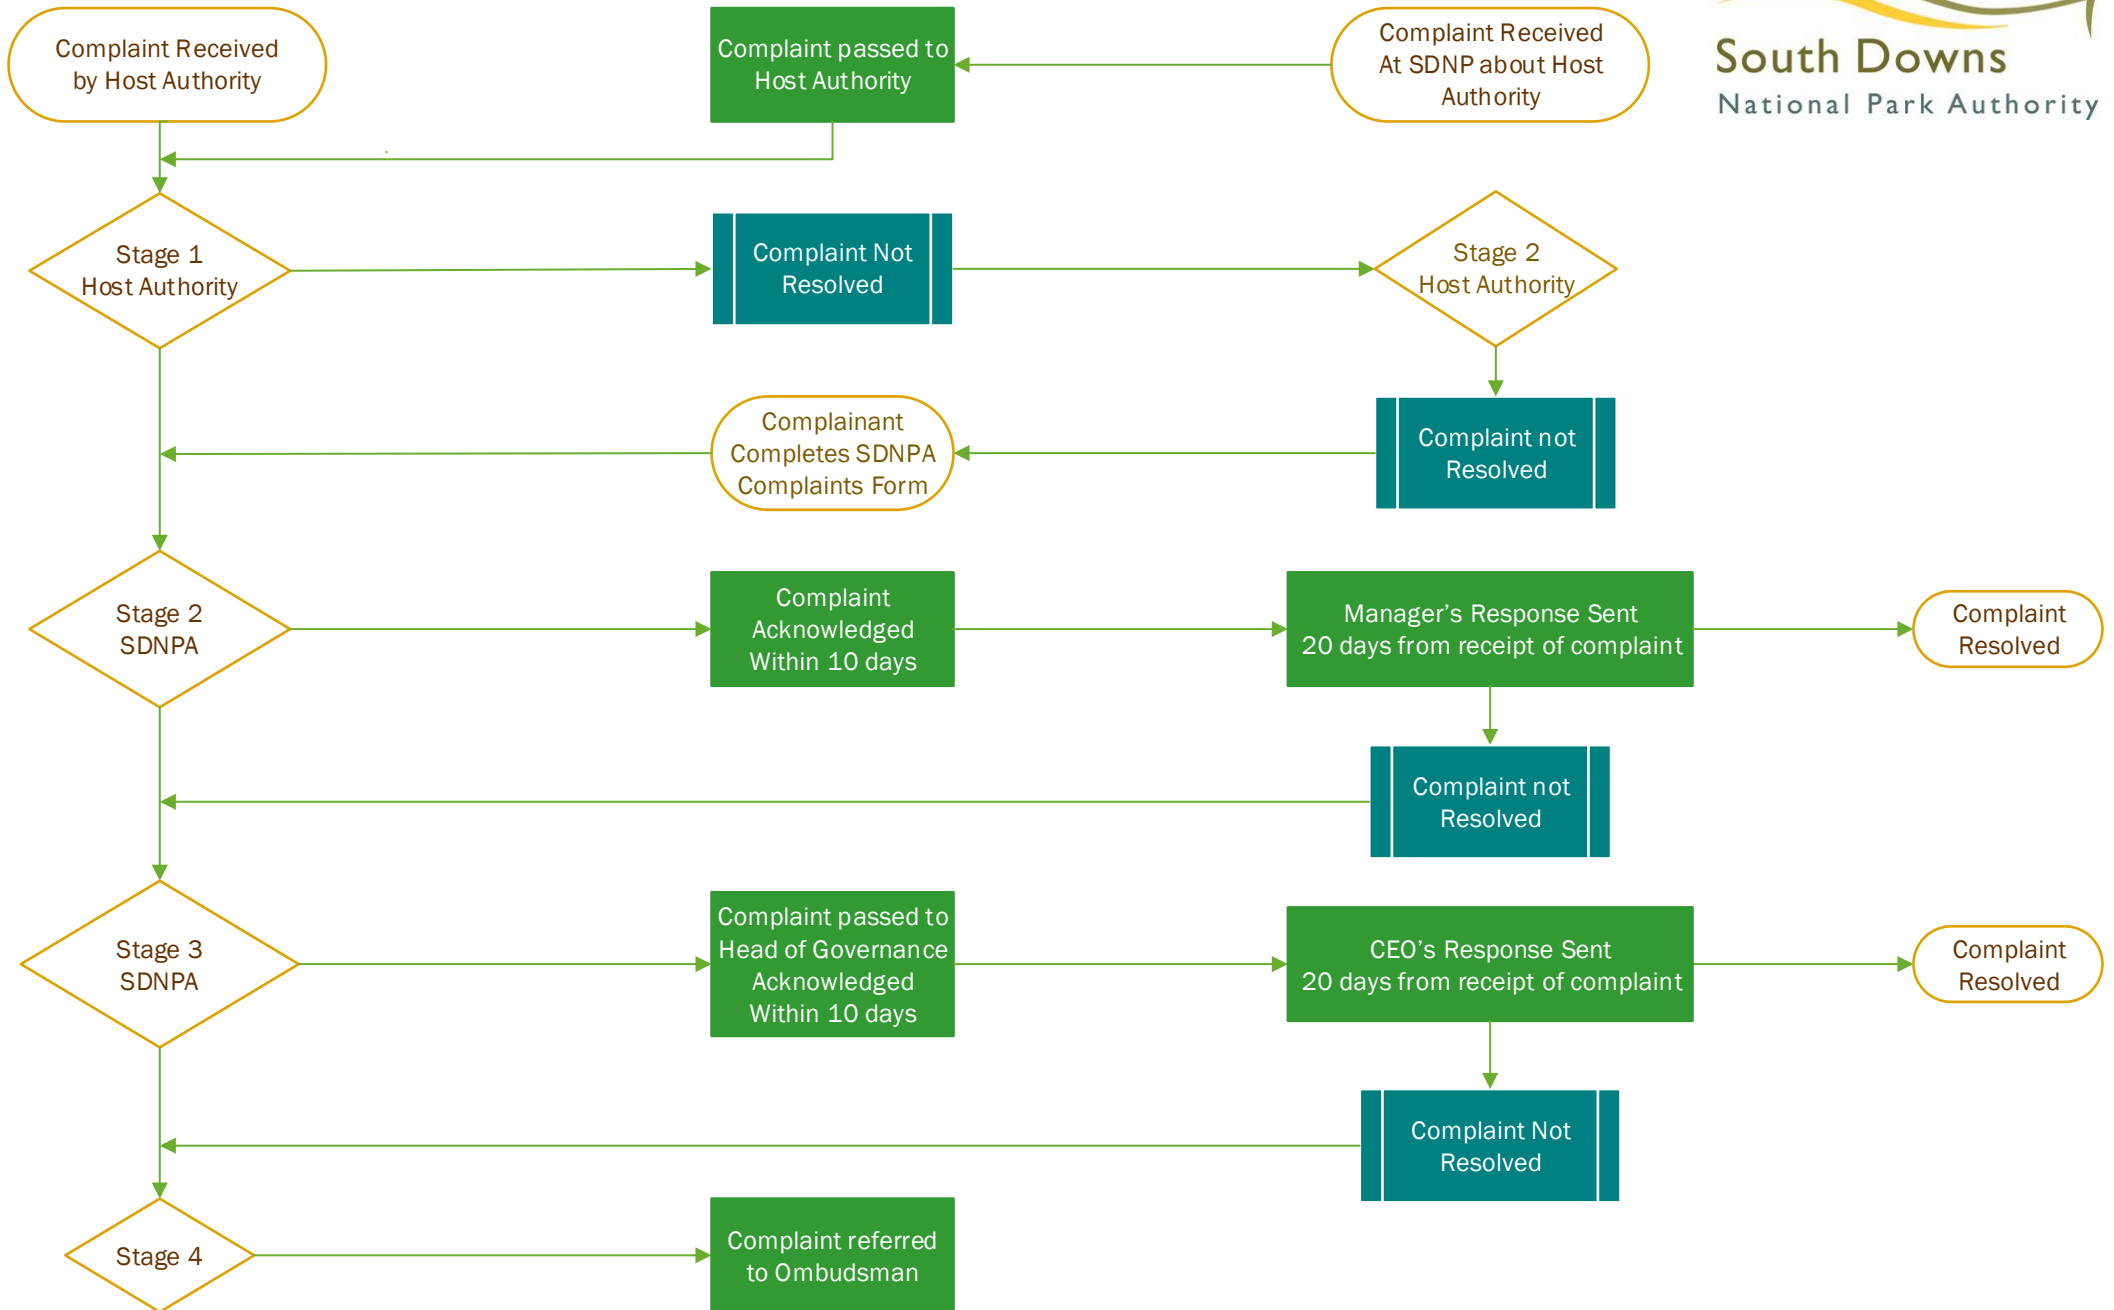 Complaint Received
by Host Authority
Complaint passed to
Host Authority
Complaint Received
At SDNP about Host
Authority
South Downs
National Park Authority
Stage 1
Host Authority
Complaint Not
Resolved
Stage 2
Host Authority
Complainant
Completes SDNPA
Complaints Form
Complaint not
Resolved
Stage 2
SDNPA
Complaint
Acknowledged
Within 10 days
Manager’s Response Sent
20 days from receipt of complaint
Complaint
Resolved
Complaint not
Resolved
Stage 3
SDNPA
Complaint passed to
Head of Governance
Acknowledged
Within 10 days
CEO’s Response Sent
20 days from receipt of complaint
Complaint
Resolved
Complaint Not
Resolved
Stage 4
Complaint referred
to Ombudsman